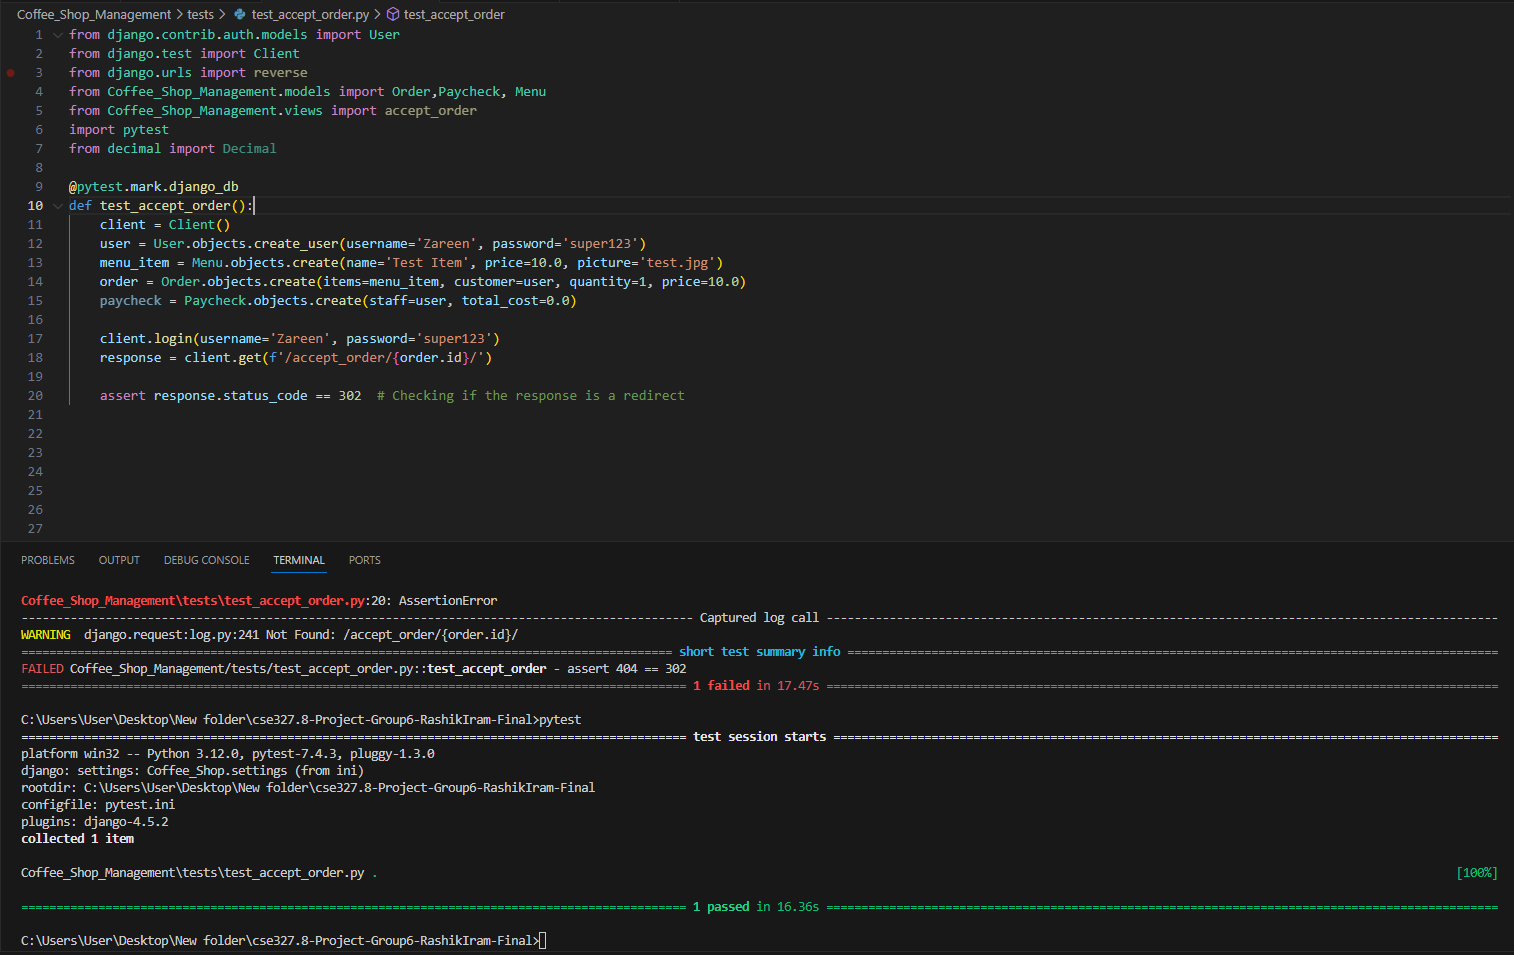 Coffee_Shop_Management > tests > test_accept_order.py > test_accept_order
1 from django.contrib.auth.models import User
2 from django.test import Client
3 from django.urls import reverse
4 from Coffee_Shop_Management.models import Order,Paycheck, Menu
5 from Coffee_Shop_Management.views import accept_order
6 import pytest
7 from decimal import Decimal
8
9 @pytest.mark.django_db
10 def test_accept_order():
11     client = Client()
12     user = User.objects.create_user(username='Zareen', password='super123')
13     menu_item = Menu.objects.create(name='Test Item', price=10.0, picture='test.jpg')
14     order = Order.objects.create(items=menu_item, customer=user, quantity=1, price=10.0)
15     paycheck = Paycheck.objects.create(staff=user, total_cost=0.0)
16
17     client.login(username='Zareen', password='super123')
18     response = client.get(f'/accept_order/{order.id}/')
19
20     assert response.status_code == 302  # Checking if the response is a redirect
21
22
23
24
25
26
27
PROBLEMS OUTPUT DEBUG CONSOLE TERMINAL PORTS
Coffee_Shop_Management\tests\test_accept_order.py:20: AssertionError
Captured log call
WARNING  django.request:log.py:241 Not Found: /accept_order/{order.id}/
short test summary info
FAILED Coffee_Shop_Management/tests/test_accept_order.py::test_accept_order - assert 404 == 302
1 failed in 17.47s
C:\Users\User\Desktop\New folder\cse327.8-Project-Group6-RashikIram-Final>pytest
test session starts
platform win32 -- Python 3.12.0, pytest-7.4.3, pluggy-1.3.0
django: settings: Coffee_Shop.settings (from ini)
rootdir: C:\Users\User\Desktop\New folder\cse327.8-Project-Group6-RashikIram-Final
configfile: pytest.ini
plugins: django-4.5.2
collected 1 item
Coffee_Shop_Management\tests\test_accept_order.py . [100%]
1 passed in 16.36s
C:\Users\User\Desktop\New folder\cse327.8-Project-Group6-RashikIram-Final>